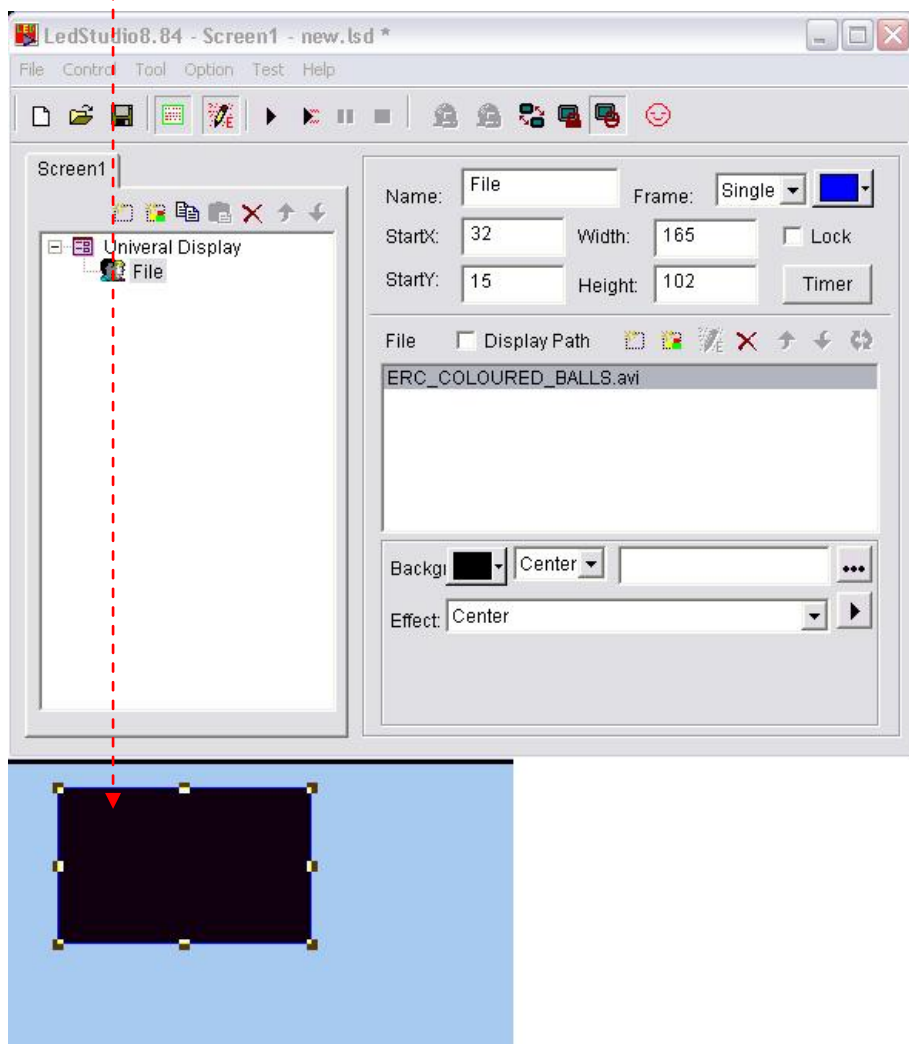 LedStudio8.84 - Screen1 - new.lsd *
File Control Tool Option Test Help
Screen1
Univeral Display
File
Name: File Frame: Single
StartX: 32 Width: 165 Lock
StartY: 15 Height: 102 Timer
File Display Path
ERC_COLOURED_BALLS.avi
Backgı Center
Effect: Center